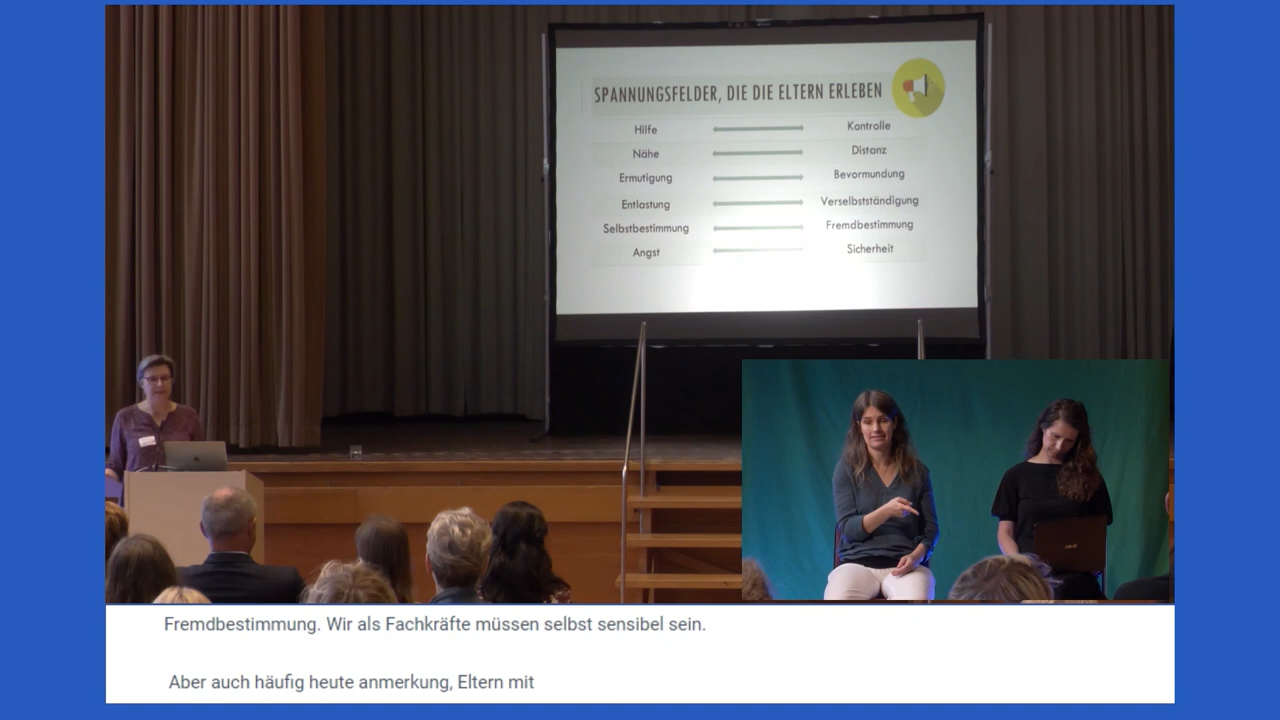 SPANNUNGSFELDER, DIE DIE ELTERN ERLEBEN
Hilfe Kontrolle
Nähe Distanz
Ermutigung Bevormundung
Entlastung Verselbstständigung
Selbstbestimmung Fremdbestimmung
Angst Sicherheit
Fremdbestimmung. Wir als Fachkräfte müssen selbst sensibel sein.
Aber auch häufig heute anmerkung, Eltern mit